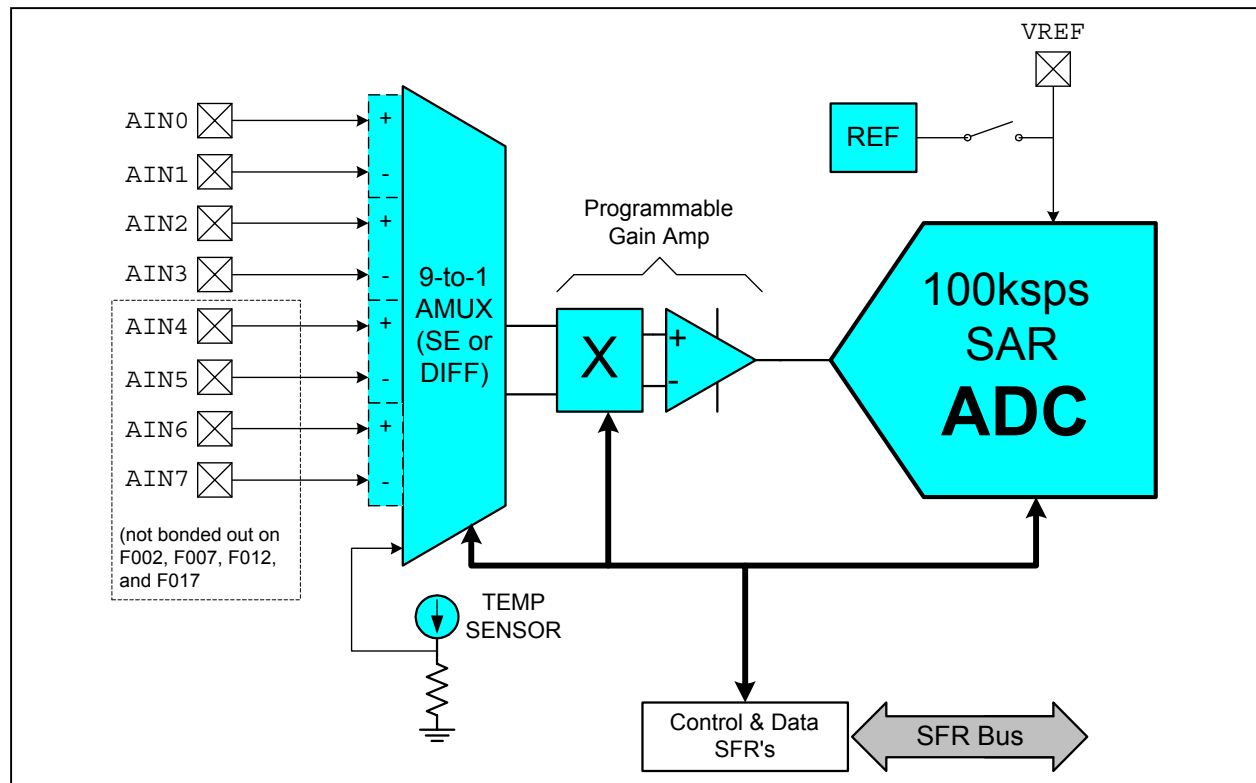 VREF
AIN0
+
AIN1
-
AIN2
+
AIN3
-
AIN4
+
AIN5
-
AIN6
+
AIN7
-
(not bonded out on
F002, F007, F012,
and F017
9-to-1
AMUX
(SE or
DIFF)
Programmable
Gain Amp
X
+
-
REF
100ksps
SAR
ADC
TEMP
SENSOR
Control & Data
SFR's
SFR Bus